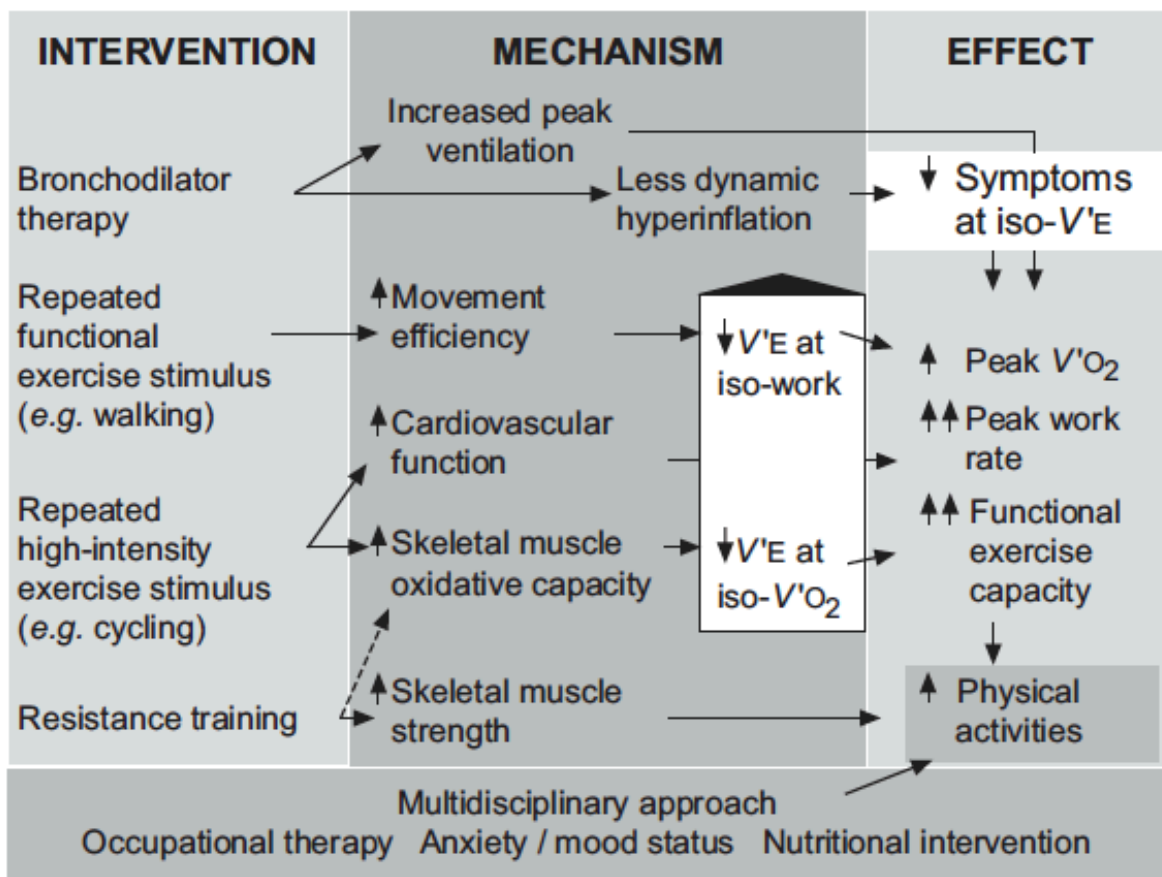 INTERVENTION
MECHANISM
EFFECT
Increased peak
ventilation
Bronchodilator
therapy
Less dynamic
hyperinflation
↓ Symptoms
at iso-V'E
Repeated
functional
exercise stimulus
(e.g. walking)
↑ Movement
efficiency
↓ V'E at
iso-work
↑ Peak V'O₂
↑ Cardiovascular
function
↑↑ Peak work
rate
Repeated
high-intensity
exercise stimulus
(e.g. cycling)
↑ Skeletal muscle
oxidative capacity
↓ V'E at
iso-V'O₂
↑↑ Functional
exercise
capacity
Resistance training
↑ Skeletal muscle
strength
↑ Physical
activities
Multidisciplinary approach
Occupational therapy Anxiety / mood status Nutritional intervention